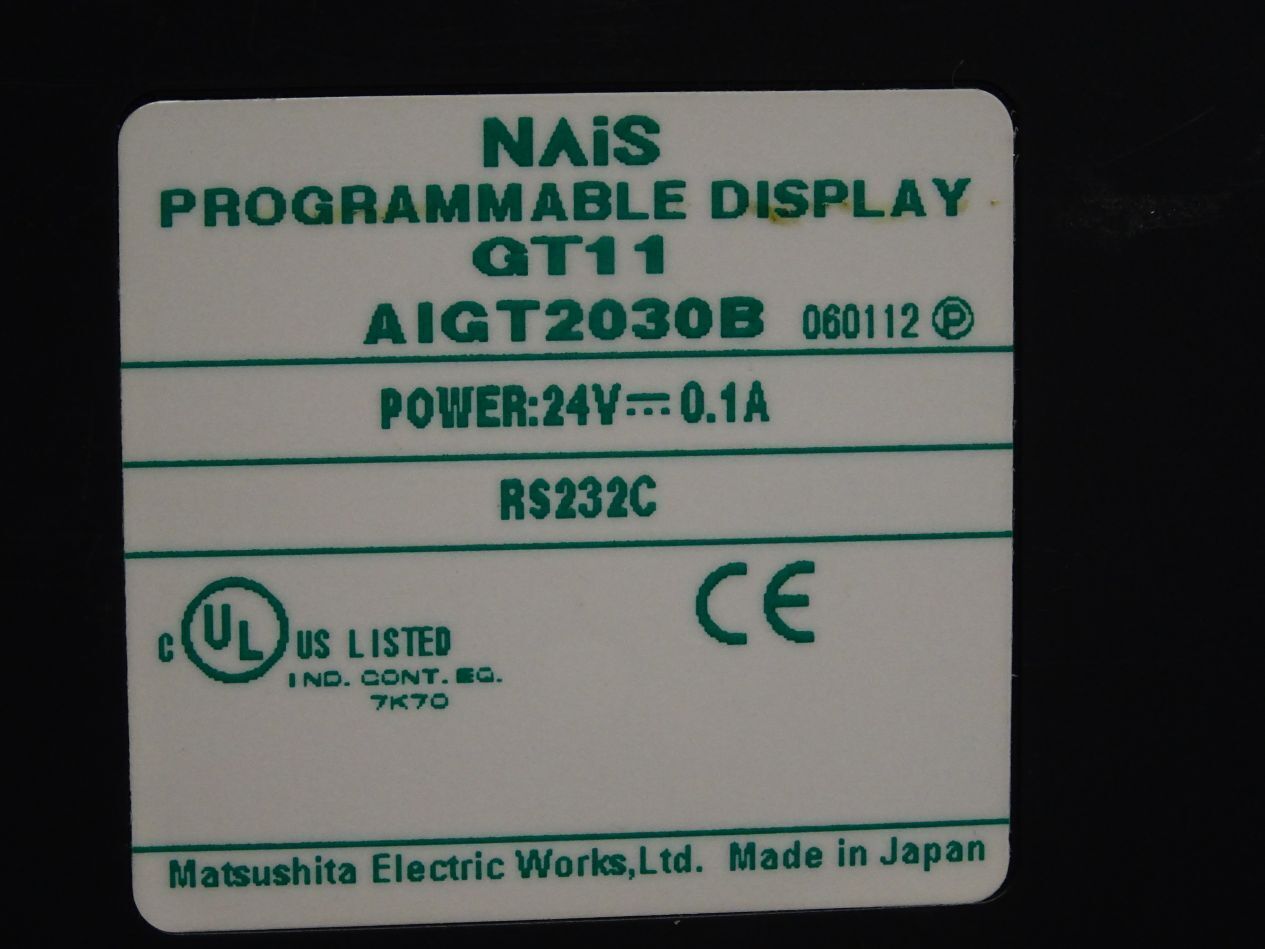 NAiS
PROGRAMMABLE DISPLAY
GT11
AIGT2030B 060112 Ⓟ
POWER:24V⎓0.1A
RS232C
C UL US LISTED
IND. CONT. EQ.
7K70
CE
Matsushita Electric Works,Ltd. Made in Japan